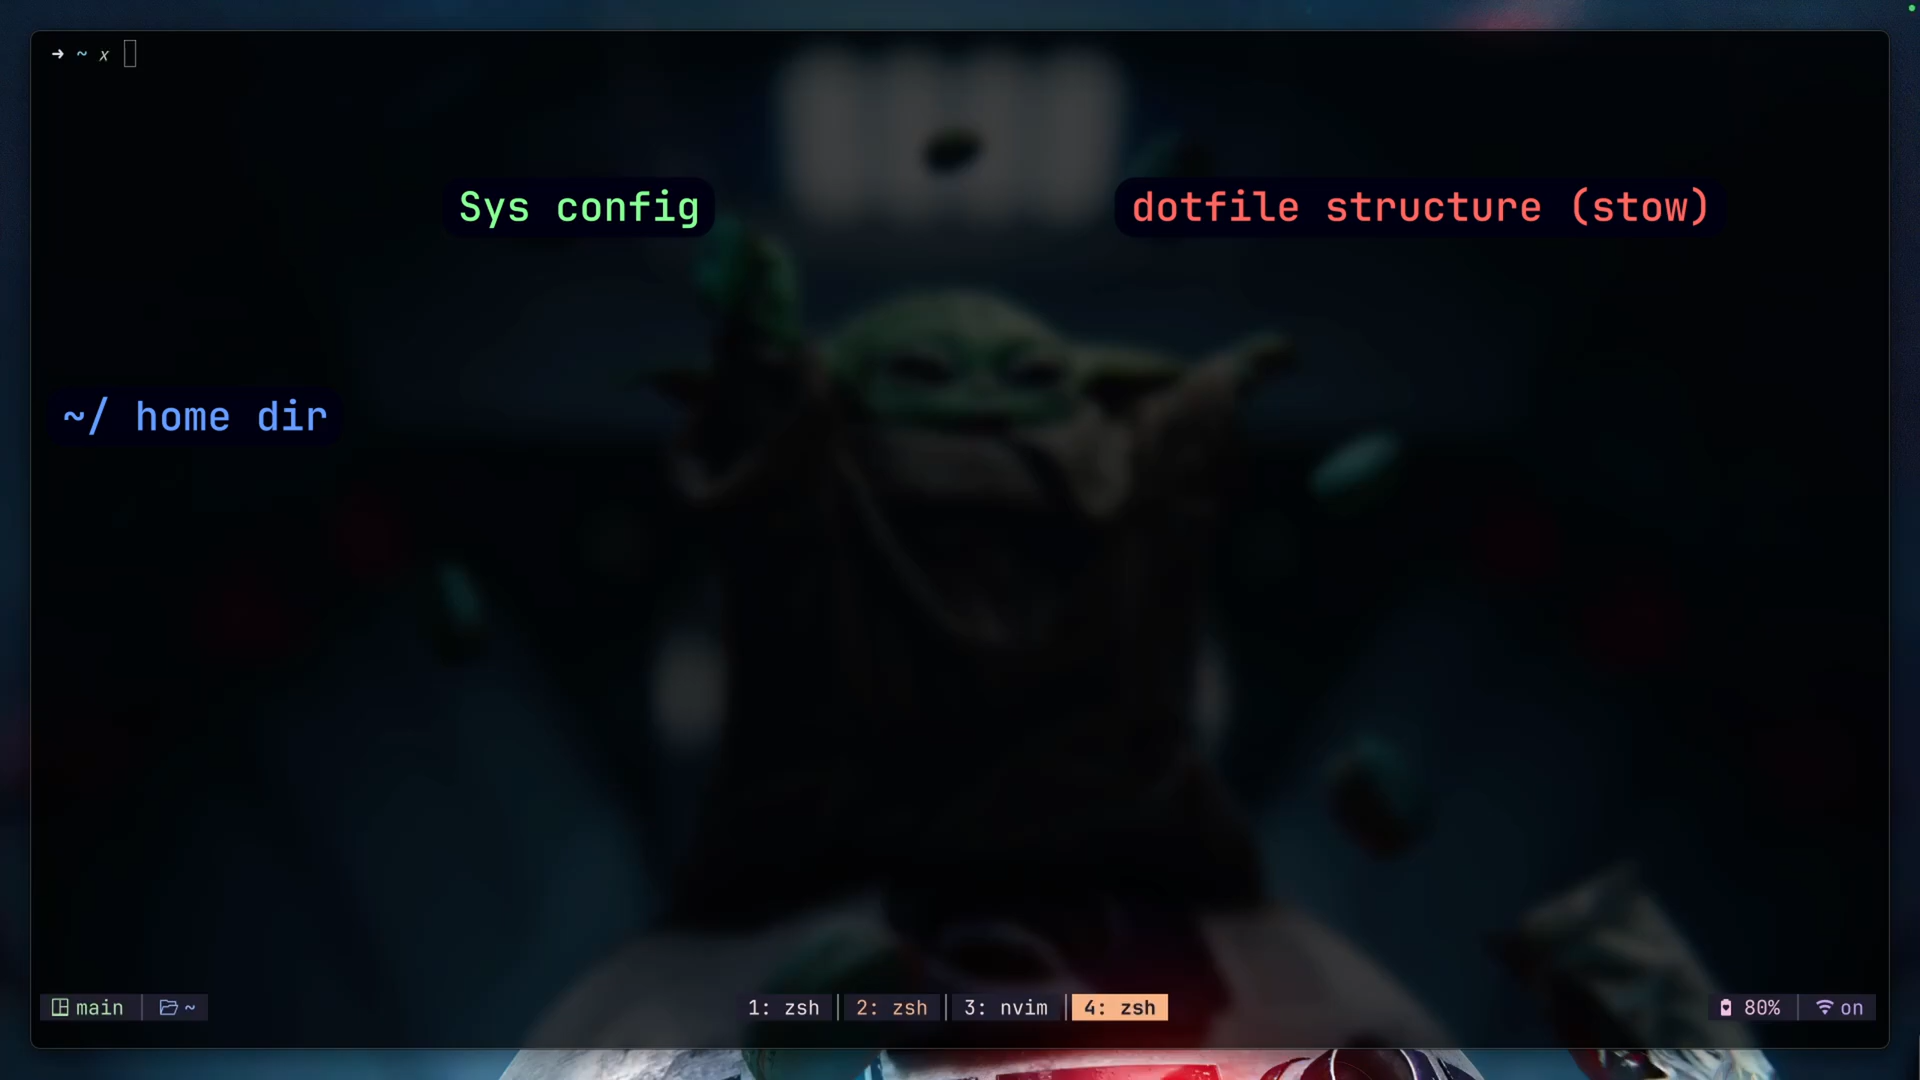 ➜ ~ x
Sys config
dotfile structure (stow)
~/ home dir
main | ~
1: zsh | 2: zsh | 3: nvim | 4: zsh
80% | on